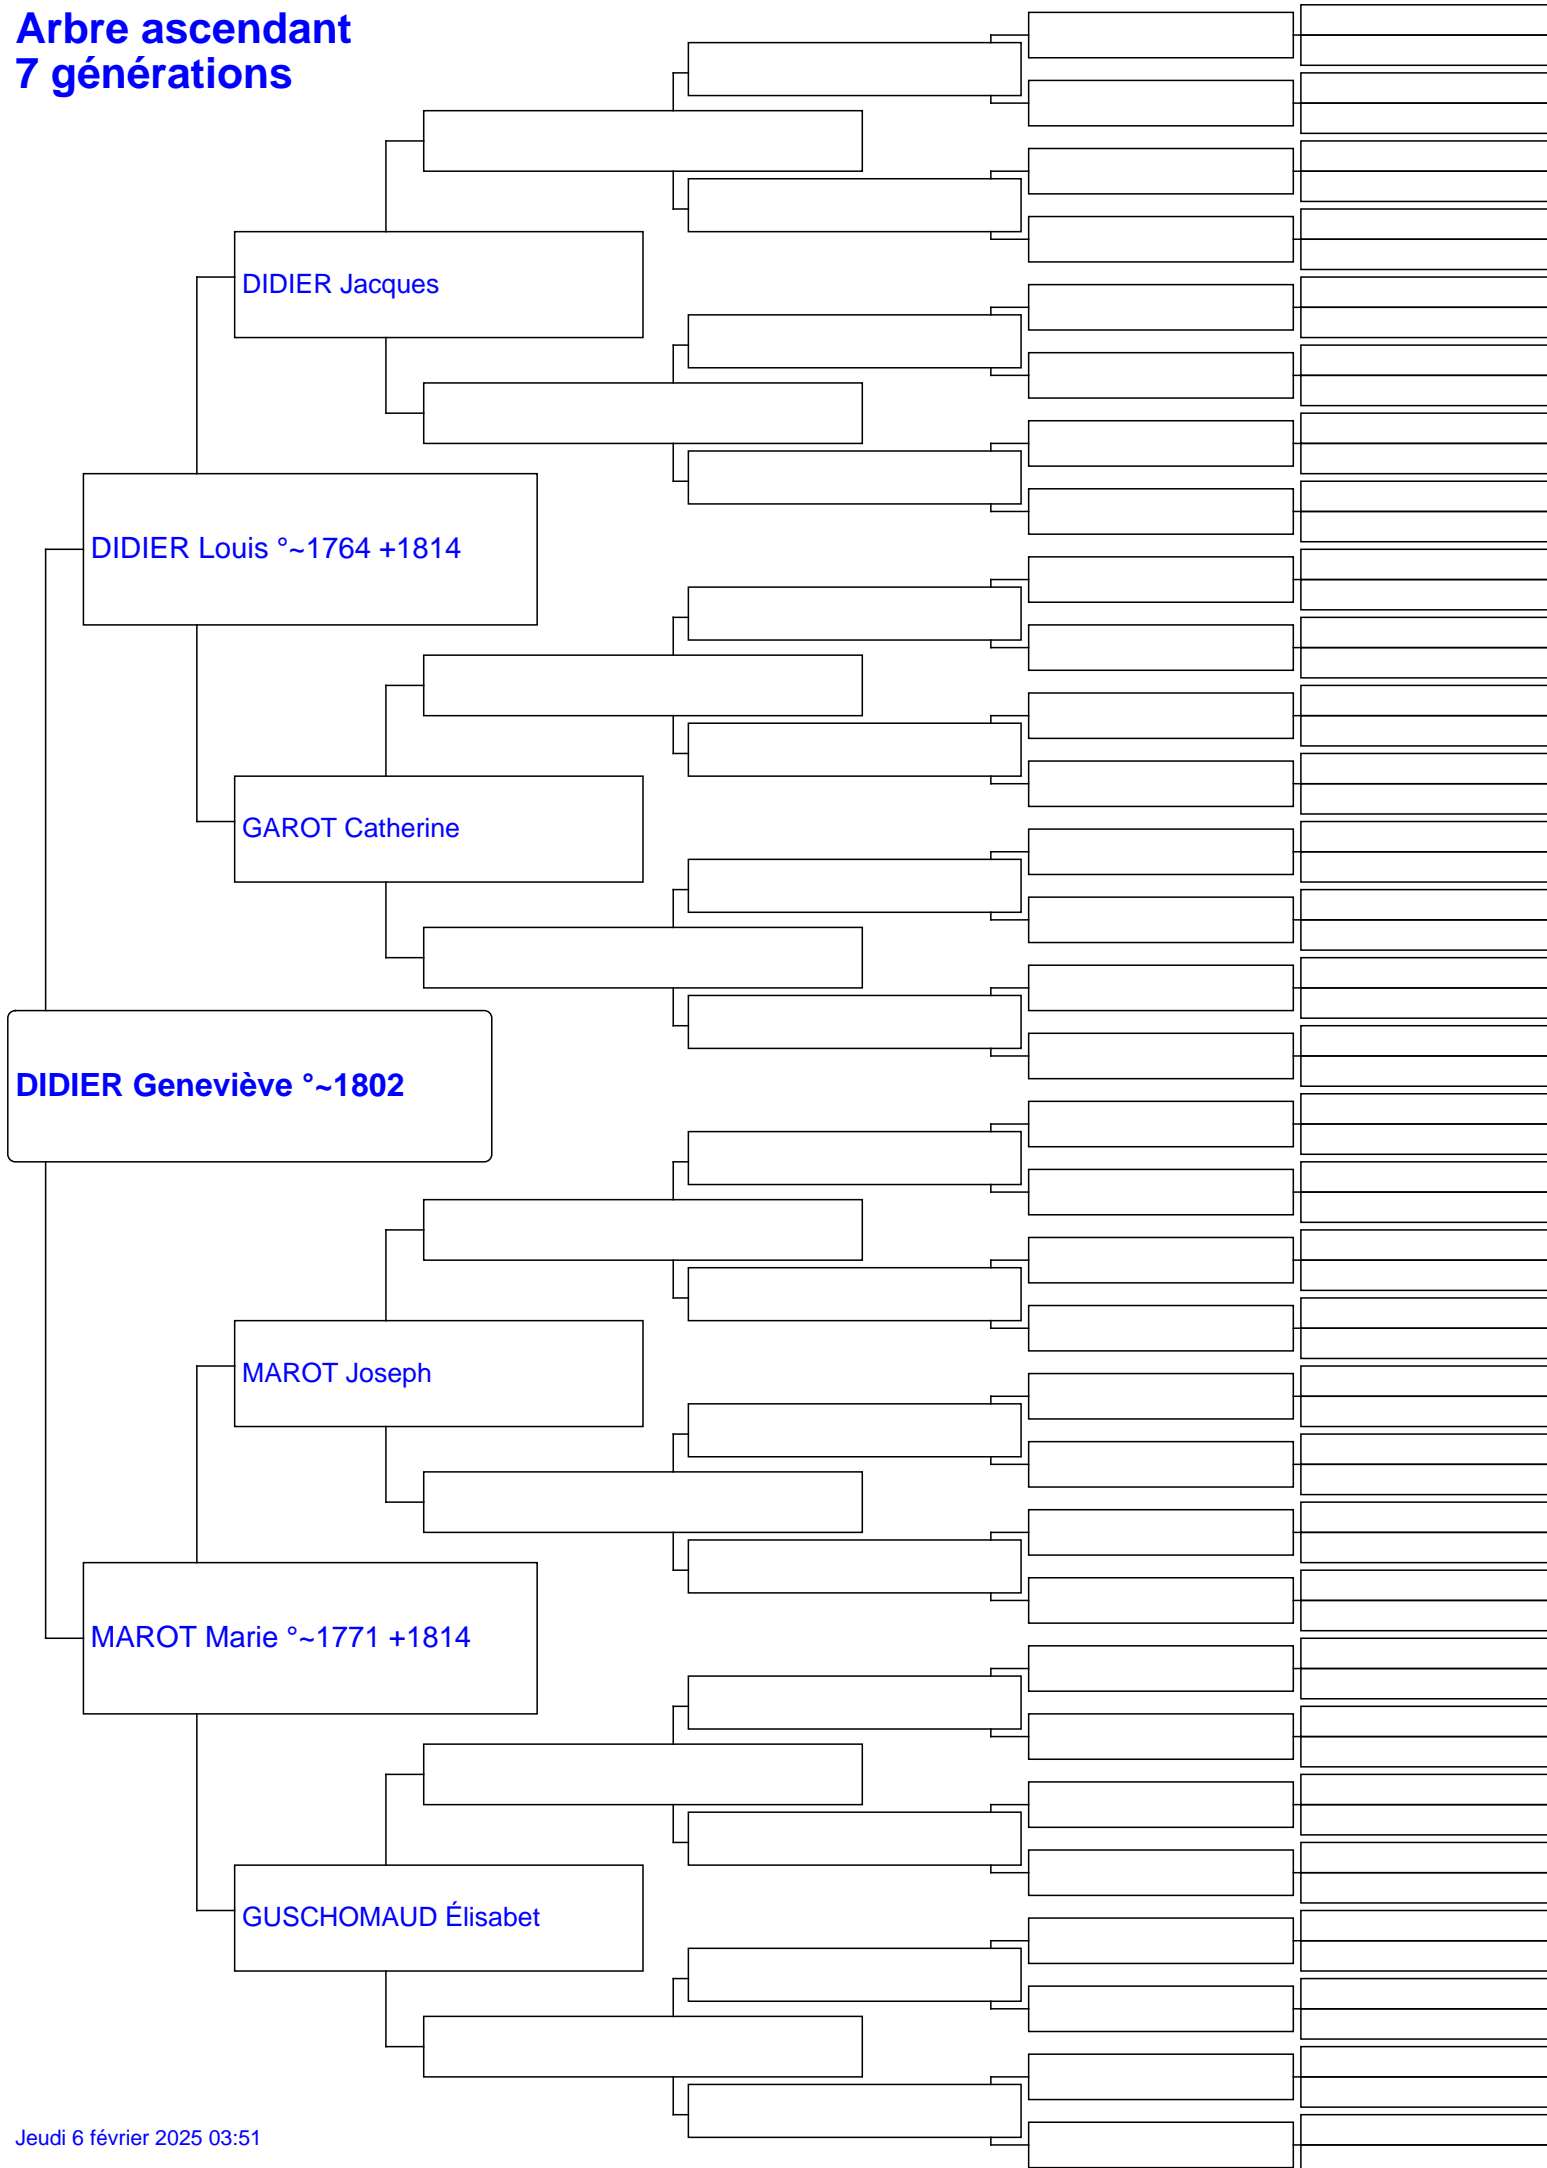 Arbre ascendant
7 générations
DIDIER Jacques
DIDIER Louis °~1764 +1814
GAROT Catherine
DIDIER Geneviève °~1802
MAROT Joseph
MAROT Marie °~1771 +1814
GUSCHOMAUD Élisabet
Jeudi 6 février 2025 03:51